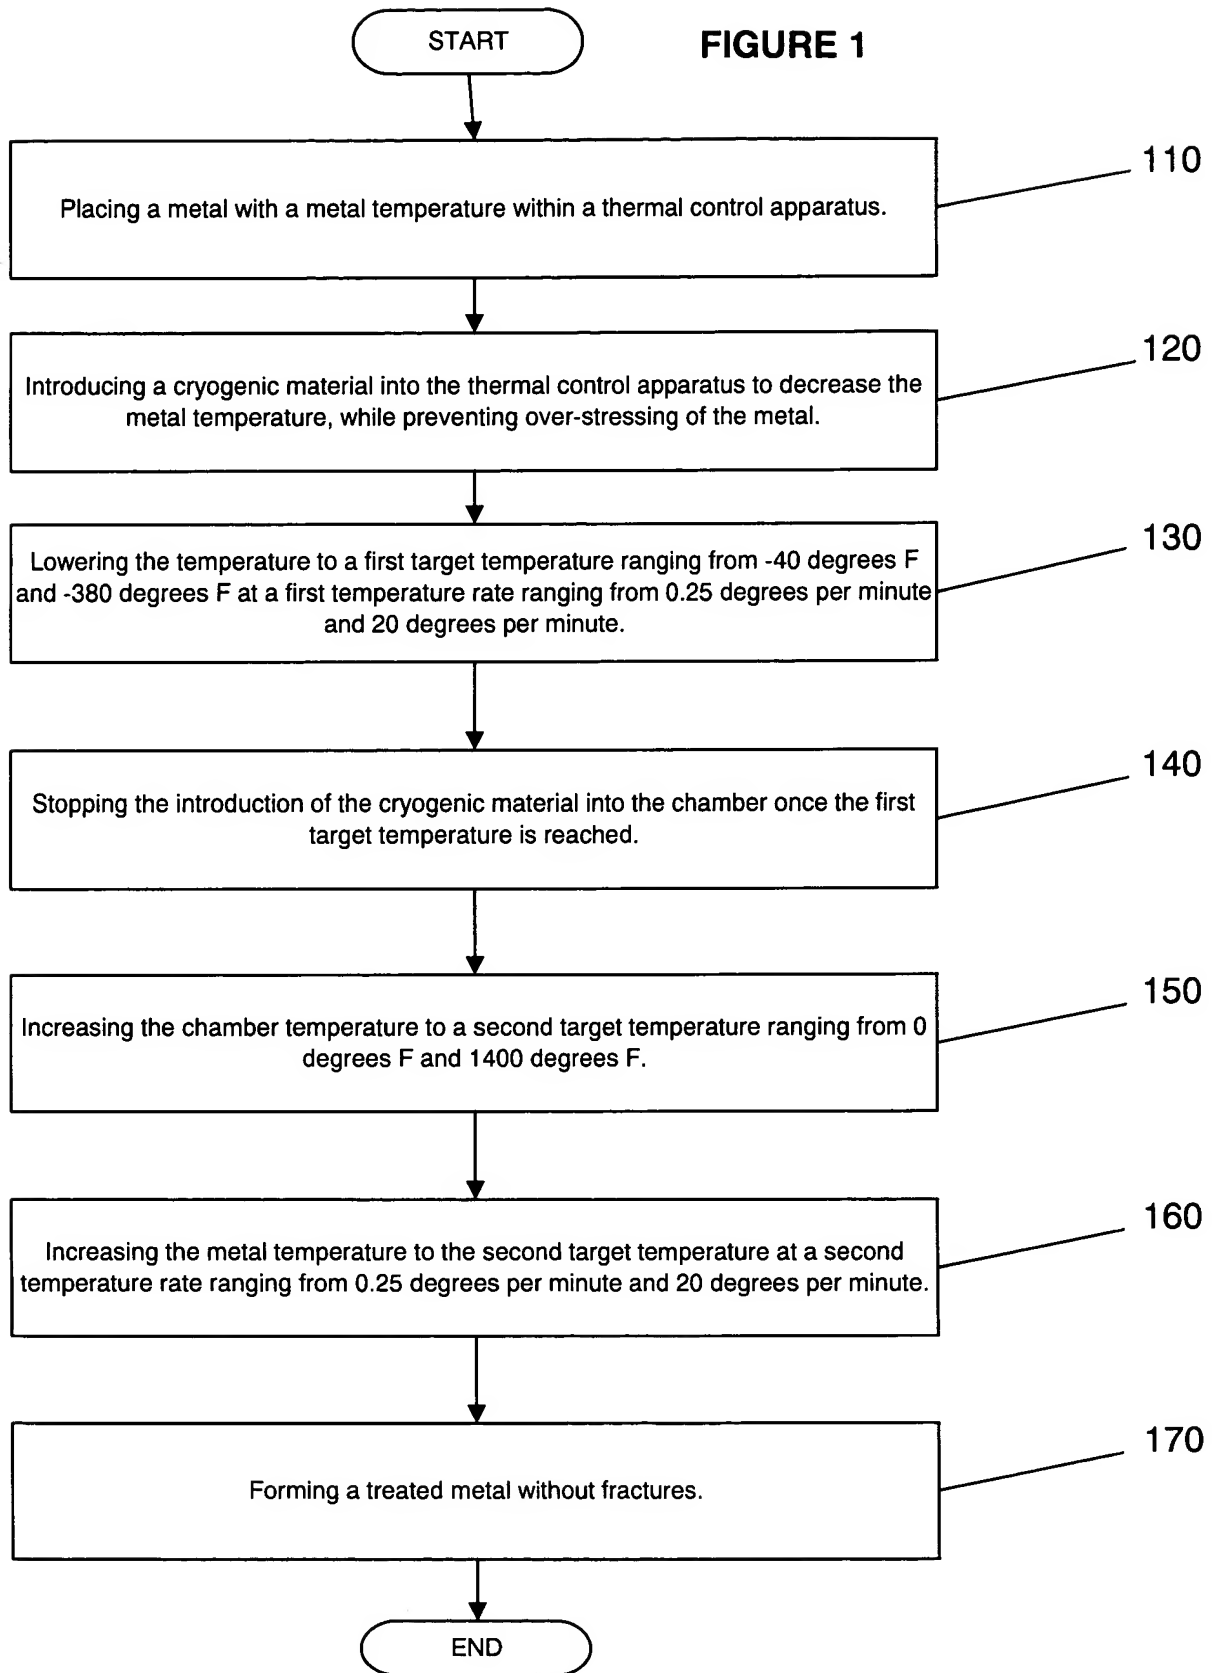 START
FIGURE 1
110
Placing a metal with a metal temperature within a thermal control apparatus.
120
Introducing a cryogenic material into the thermal control apparatus to decrease the
metal temperature, while preventing over-stressing of the metal.
130
Lowering the temperature to a first target temperature ranging from -40 degrees F
and -380 degrees F at a first temperature rate ranging from 0.25 degrees per minute
and 20 degrees per minute.
140
Stopping the introduction of the cryogenic material into the chamber once the first
target temperature is reached.
150
Increasing the chamber temperature to a second target temperature ranging from 0
degrees F and 1400 degrees F.
160
Increasing the metal temperature to the second target temperature at a second
temperature rate ranging from 0.25 degrees per minute and 20 degrees per minute.
170
Forming a treated metal without fractures.
END